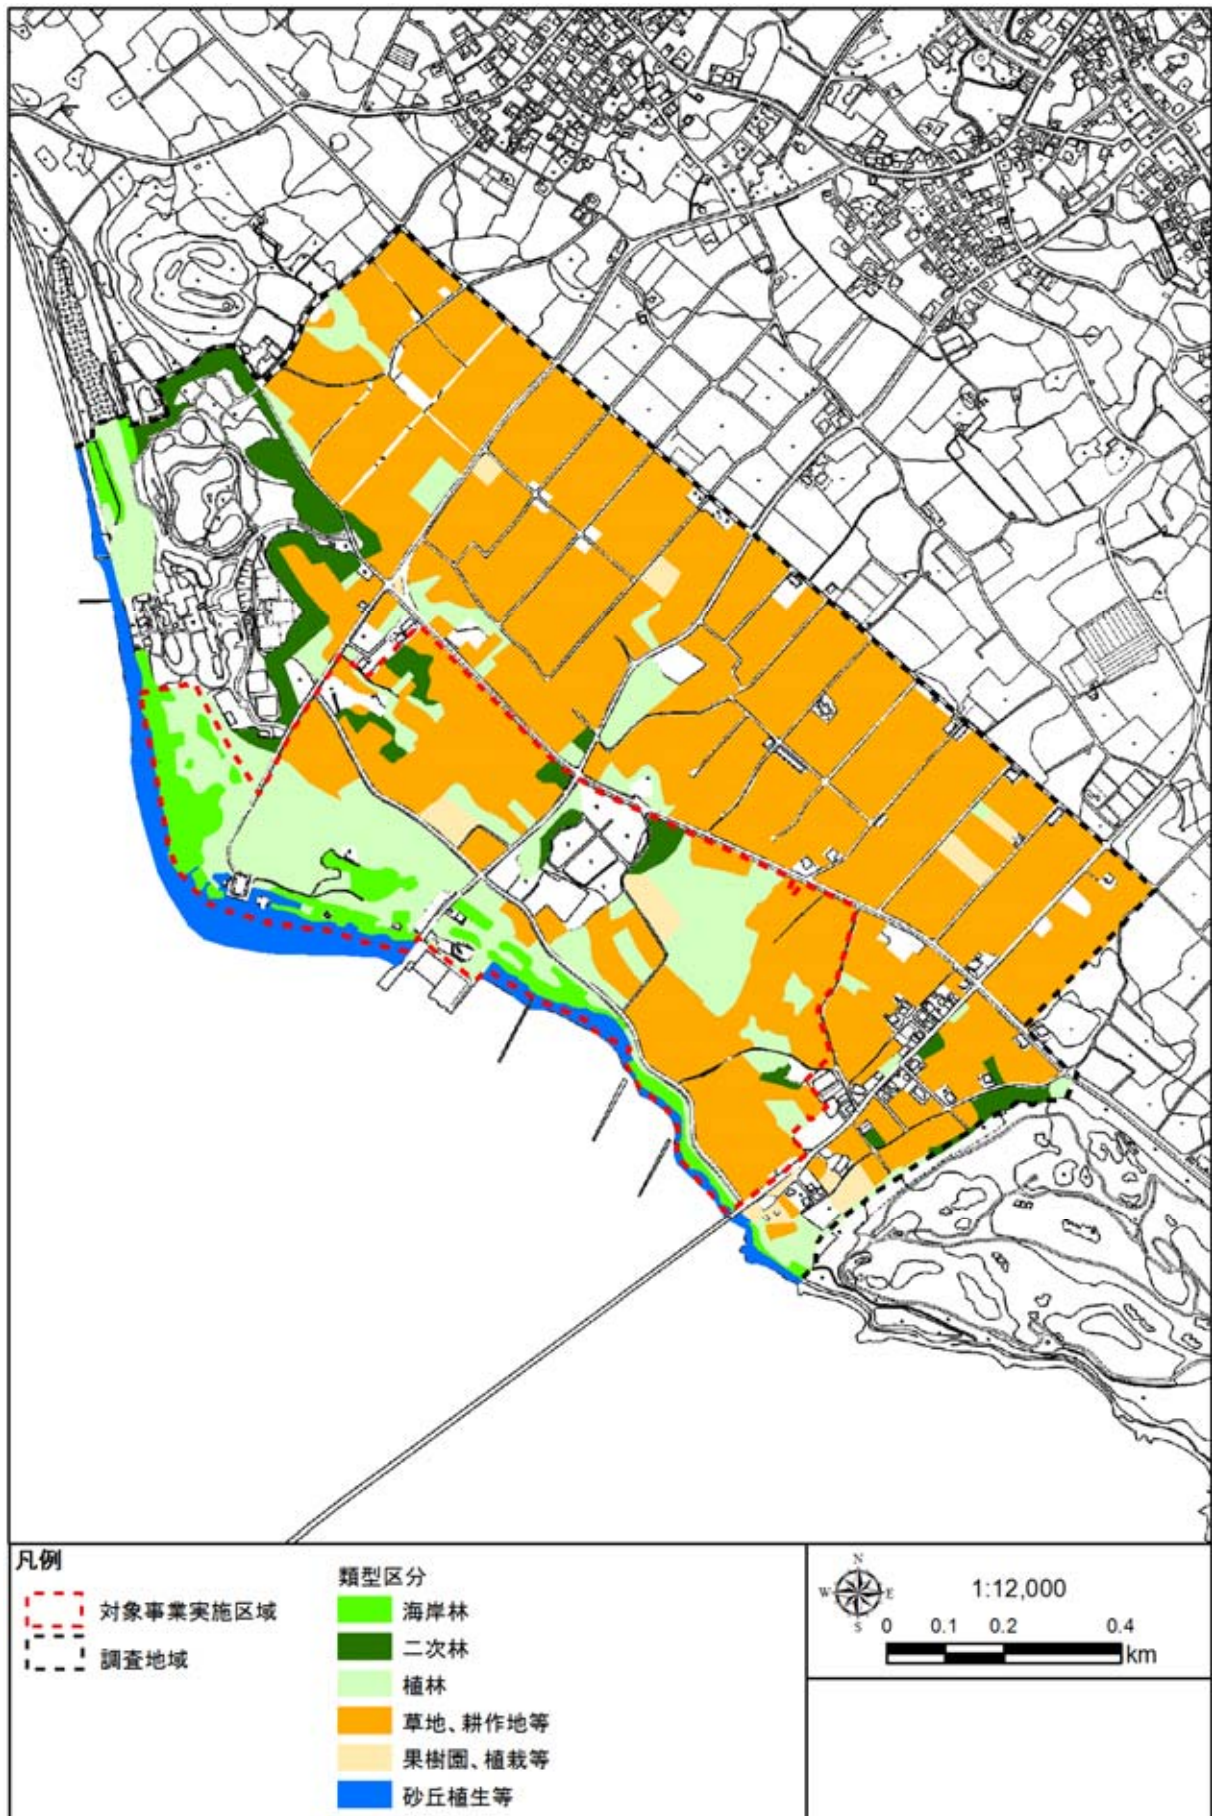 凡例
対象事業実施区域
調査地域
類型区分
海岸林
二次林
植林
草地、耕作地等
果樹園、植栽等
砂丘植生等
N
W E
S
1:12,000
0 0.1 0.2 0.4
km